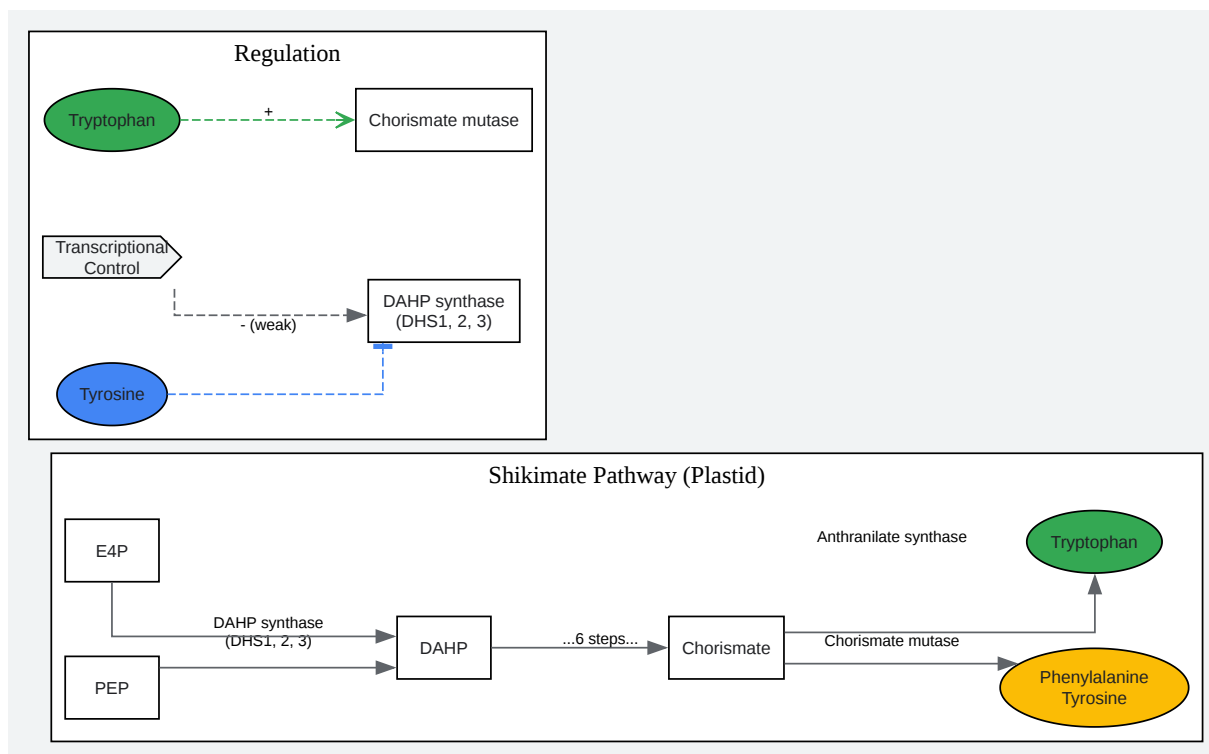 Regulation
Tryptophan
+
Chorismate mutase
Transcriptional
Control
DAHP synthase
(DHS1, 2, 3)
- (weak)
Tyrosine
Shikimate Pathway (Plastid)
E4P
Anthranilate synthase
Tryptophan
DAHP synthase
(DHS1, 2, 3)
DAHP
...6 steps...
Chorismate
Chorismate mutase
PEP
Phenylalanine
Tyrosine